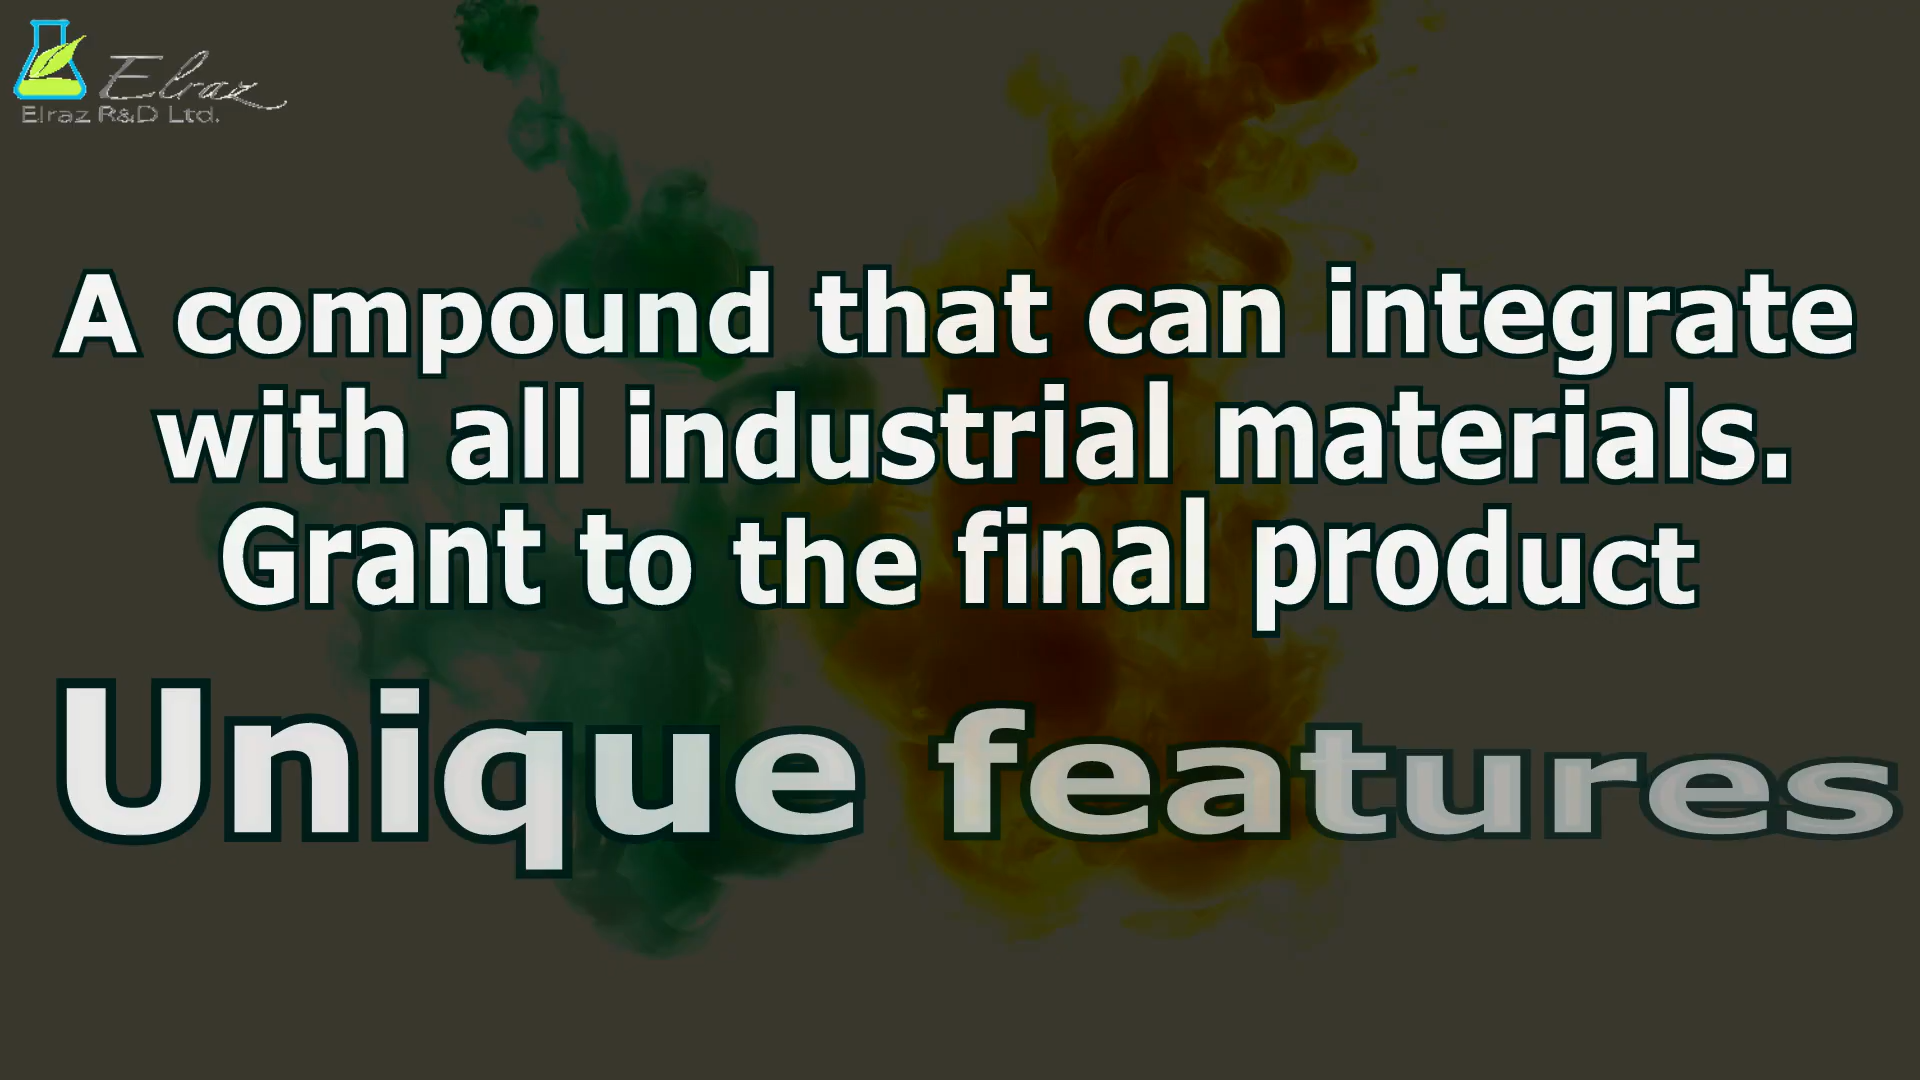 Elraz
Elraz R&D Ltd.
A compound that can integrate
with all industrial materials.
Grant to the final product
Unique features